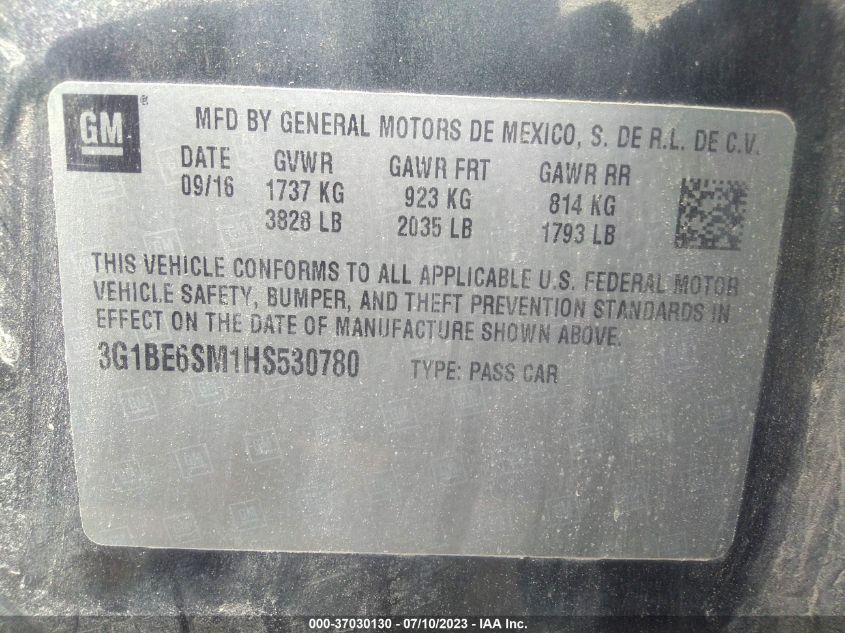 GM ® MFD BY GENERAL MOTORS DE MEXICO, S. DE R.L. DE C.V.
DATE GVWR GAWR FRT GAWR RR
09/16 1737 KG 923 KG 814 KG
3828 LB 2035 LB 1793 LB
THIS VEHICLE CONFORMS TO ALL APPLICABLE U.S. FEDERAL MOTOR
VEHICLE SAFETY, BUMPER, AND THEFT PREVENTION STANDARDS IN
EFFECT ON THE DATE OF MANUFACTURE SHOWN ABOVE.
3G1BE6SM1HS530780 TYPE: PASS CAR
000-37030130 - 07/10/2023 - IAA Inc.